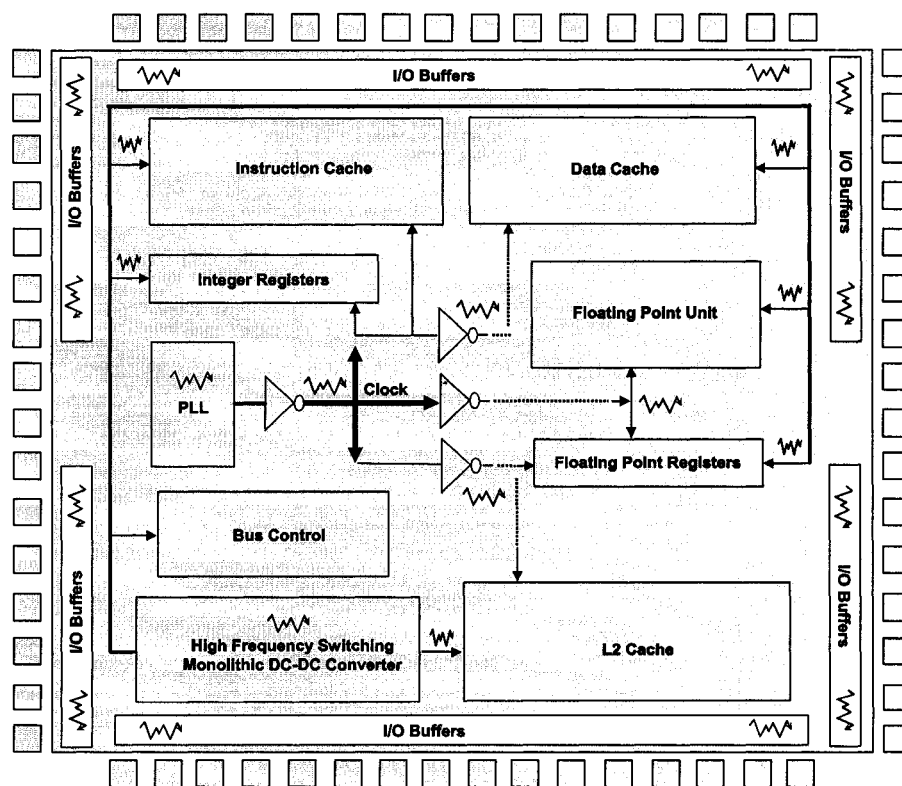 I/O Buffers
I/O Buffers
I/O Buffers
Instruction Cache
Data Cache
Integer Registers
Floating Point Unit
PLL
Clock
Floating Point Registers
I/O Buffers
I/O Buffers
Bus Control
High Frequency Switching
Monolithic DC-DC Converter
L2 Cache
I/O Buffers